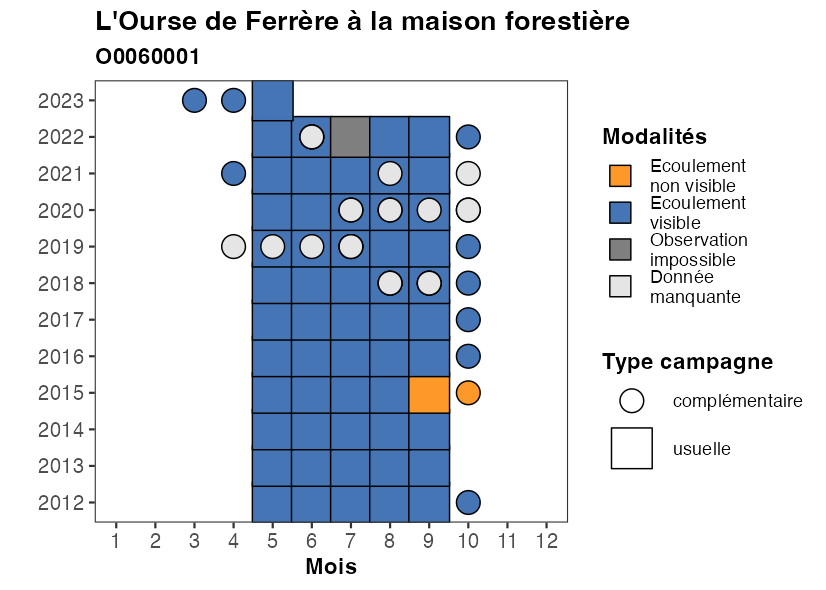 L'Ourse de Ferrère à la maison forestière
O0060001
2023
2022
2021
2020
2019
2018
2017
2016
2015
2014
2013
2012
1 2 3 4 5 6 7 8 9 10 11 12
Mois
Modalités
Ecoulement
non visible
Ecoulement
visible
Observation
impossible
Donnée
manquante
Type campagne
complémentaire
usuelle